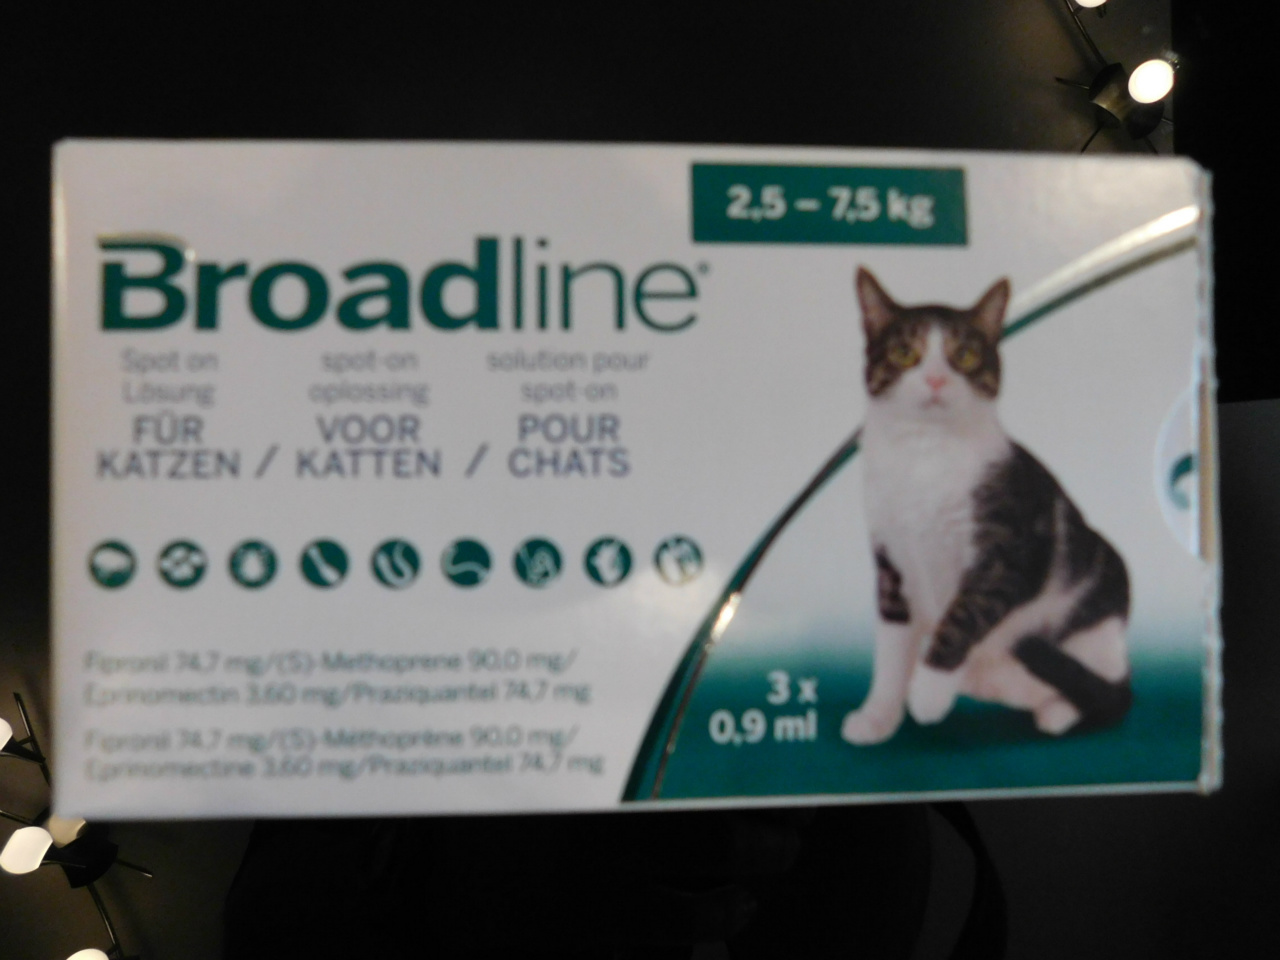 2,5 – 7,5 kg
Broadline
Spot on Lösung
FÜR KATZEN /
spot-on oplossing
VOOR KATTEN /
solution pour spot-on
POUR CHATS
Fipronil 74,7 mg/(S)-Methoprene 90,0 mg/
Eprinomectin 3,60 mg/Praziquantel 74,7 mg
Fipronil 74,7 mg/(S)-Méthoprène 90,0 mg/
Eprinomectine 3,60 mg/Praziquantel 74,7 mg
3 x
0,9 ml